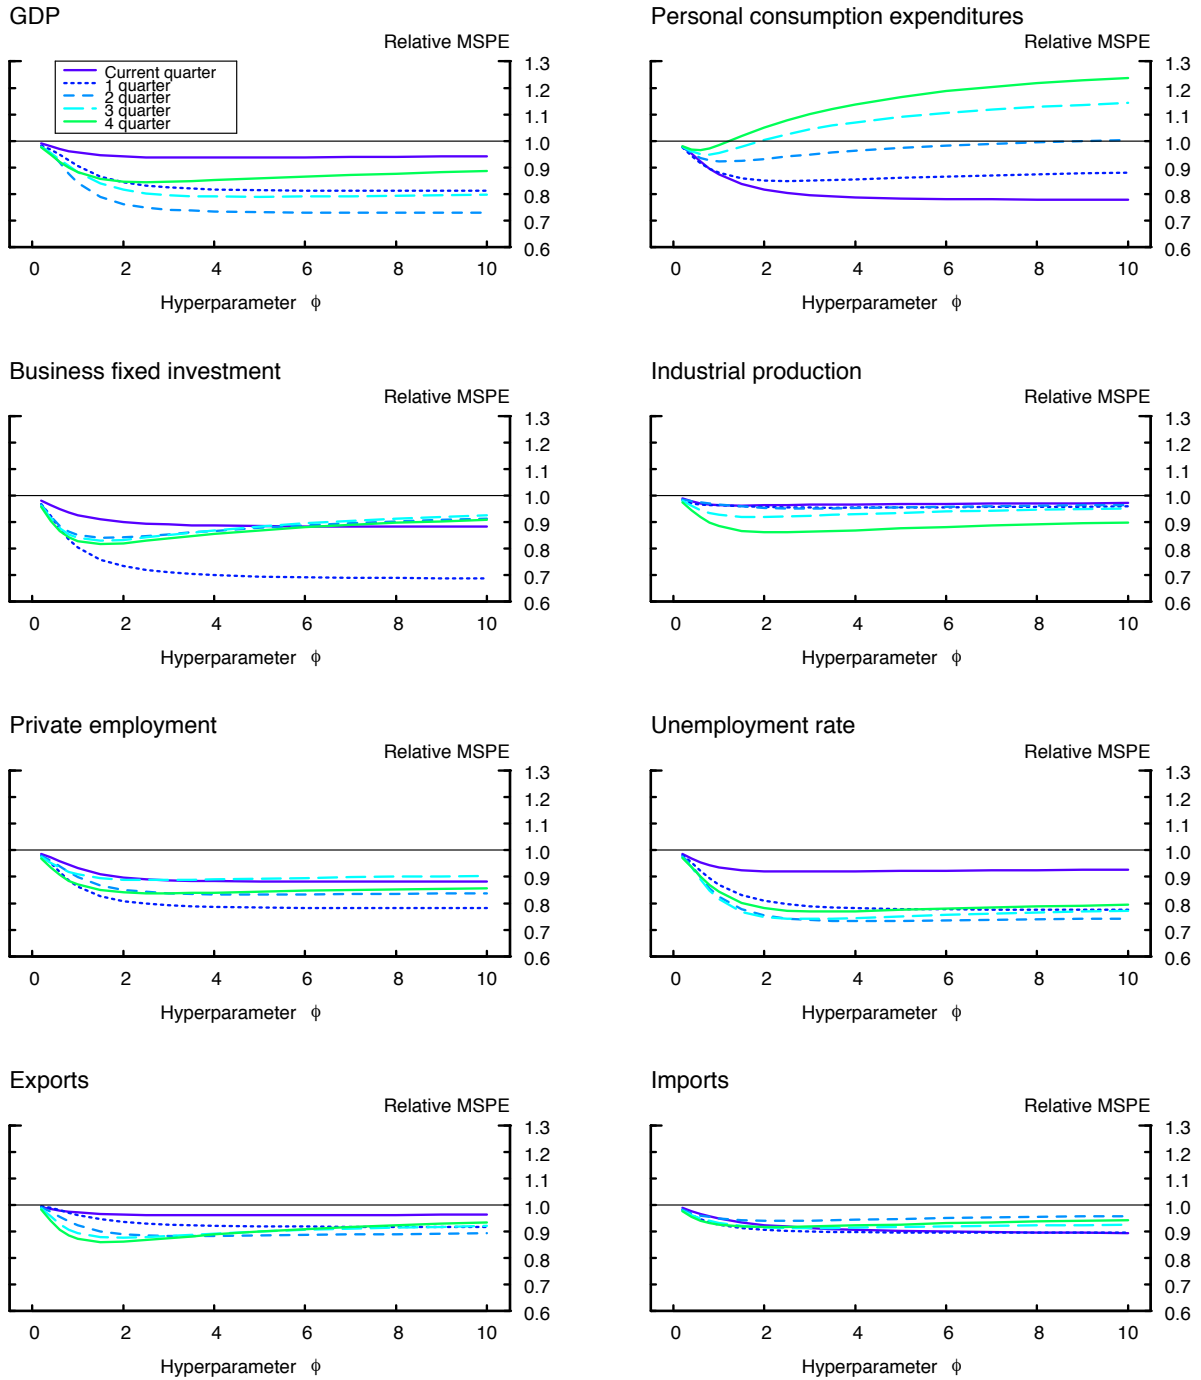 GDP
Relative MSPE
Current quarter
1 quarter
2 quarter
3 quarter
4 quarter
1.3
1.2
1.1
1.0
0.9
0.8
0.7
0.6
0 2 4 6 8 10
Hyperparameter ϕ
Personal consumption expenditures
Relative MSPE
1.3
1.2
1.1
1.0
0.9
0.8
0.7
0.6
0 2 4 6 8 10
Hyperparameter ϕ
Business fixed investment
Relative MSPE
1.3
1.2
1.1
1.0
0.9
0.8
0.7
0.6
0 2 4 6 8 10
Hyperparameter ϕ
Industrial production
Relative MSPE
1.3
1.2
1.1
1.0
0.9
0.8
0.7
0.6
0 2 4 6 8 10
Hyperparameter ϕ
Private employment
Relative MSPE
1.3
1.2
1.1
1.0
0.9
0.8
0.7
0.6
0 2 4 6 8 10
Hyperparameter ϕ
Unemployment rate
Relative MSPE
1.3
1.2
1.1
1.0
0.9
0.8
0.7
0.6
0 2 4 6 8 10
Hyperparameter ϕ
Exports
Relative MSPE
1.3
1.2
1.1
1.0
0.9
0.8
0.7
0.6
0 2 4 6 8 10
Hyperparameter ϕ
Imports
Relative MSPE
1.3
1.2
1.1
1.0
0.9
0.8
0.7
0.6
0 2 4 6 8 10
Hyperparameter ϕ